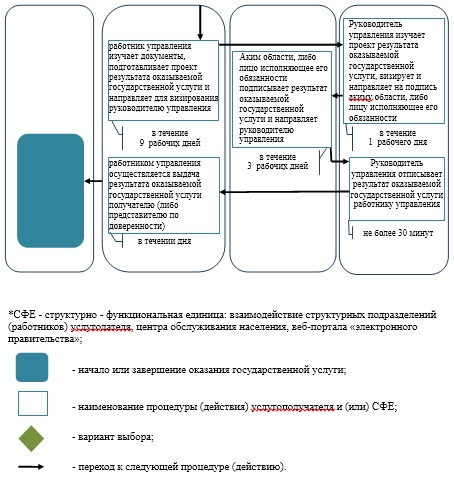 работник управления
изучает документы,
подготавливает проект
результата оказываемой
государственной услуги и
направляет для визирования
руководителю управления
в течение
9 рабочих дней
Руководитель
управления изучает
проект результата
оказываемой
государственной
услуги, визирует и
направляет на подпись
акиму области, либо
лицу исполняющее его
обязанности
в течение
1 рабочего дня
Аким области, либо
лицо исполняющее его
обязанности
подписывает результат
оказываемой
государственной
услуги и направляет
руководителю
управления
в течение
3 рабочих дней
Руководитель
управления отписывает
результат оказываемой
государственной услуги
работнику управления
не более 30 минут
работником управления
осуществляется выдача
результата оказываемой
государственной услуги
получателю (либо
представителю по
доверенности)
в течении дня
*СФЕ - структурно - функциональная единица: взаимодействие структурных подразделений
(работников) услугодателя, центра обслуживания населения, веб-портала «электронного
правительства»;
- начало или завершение оказания государственной услуги;
- наименование процедуры (действия) услугополучателя и (или) СФЕ;
- вариант выбора;
- переход к следующей процедуре (действию).